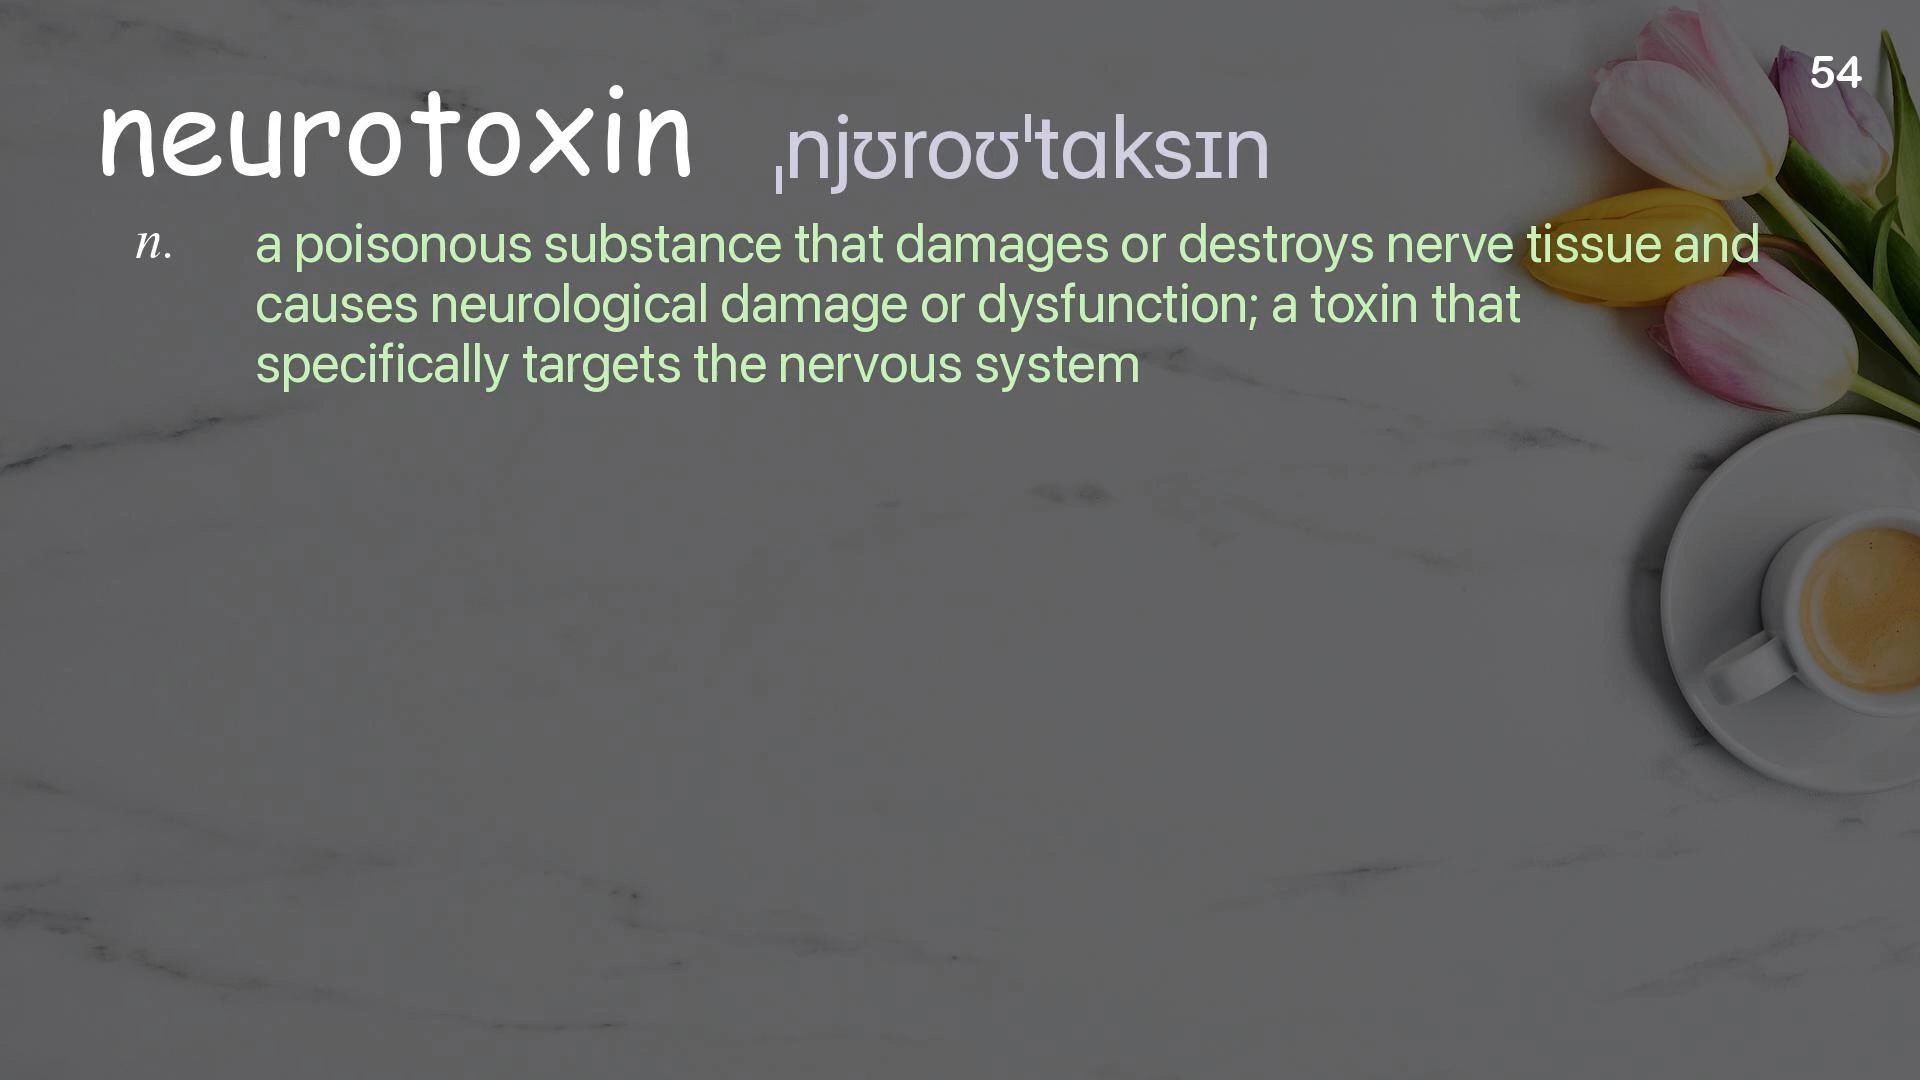 54
neurotoxin ˌnjʊroʊˈtɑksɪn
n. a poisonous substance that damages or destroys nerve tissue and
causes neurological damage or dysfunction; a toxin that
specifically targets the nervous system